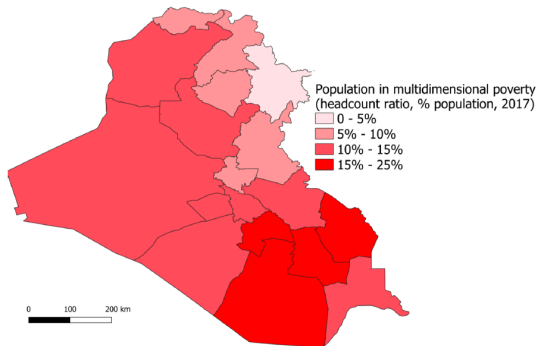 Population in multidimensional poverty
(headcount ratio, % population, 2017)
0 - 5%
5% - 10%
10% - 15%
15% - 25%
0 100 200 km